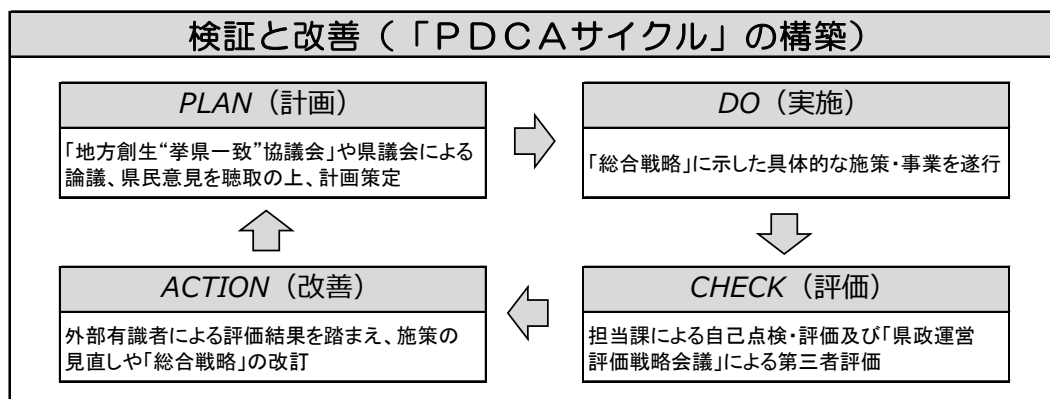 検証と改善（「ＰＤＣＡサイクル」の構築）
PLAN（計画）
「地方創生“挙県一致”協議会」や県議会による
論議、県民意見を聴取の上、計画策定
DO（実施）
「総合戦略」に示した具体的な施策・事業を遂行
ACTION（改善）
外部有識者による評価結果を踏まえ、施策の
見直しや「総合戦略」の改訂
CHECK（評価）
担当課による自己点検・評価及び「県政運営
評価戦略会議」による第三者評価